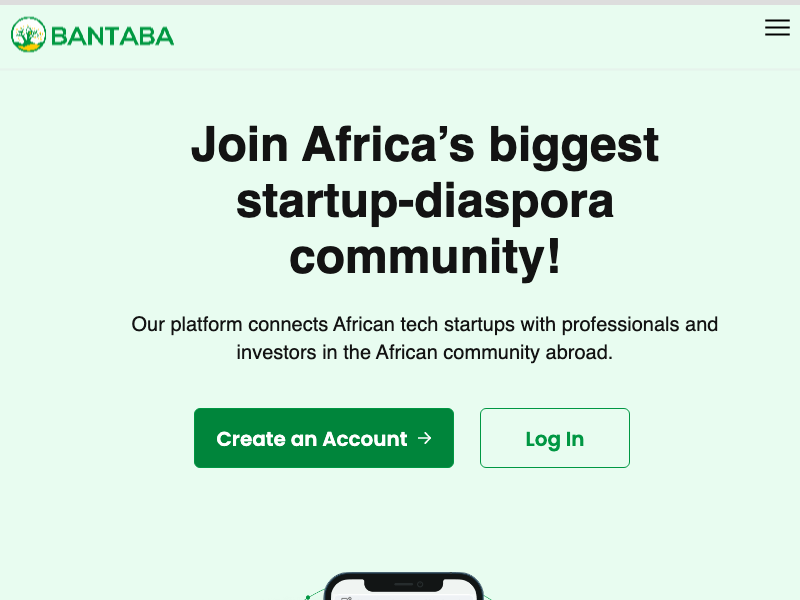 BANTABA
Join Africa’s biggest
startup-diaspora
community!
Our platform connects African tech startups with professionals and
investors in the African community abroad.
Create an Account →
Log In